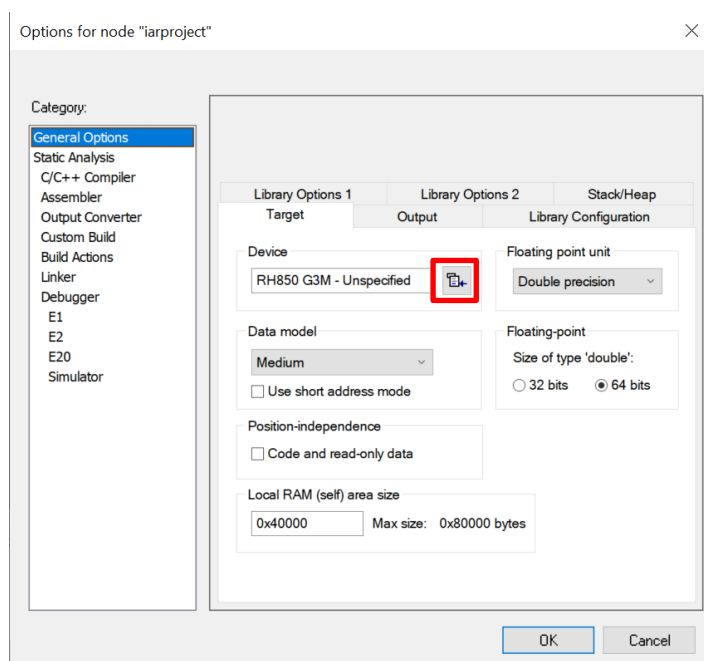 Options for node "iarproject"
Category:
General Options
Static Analysis
C/C++ Compiler
Assembler
Output Converter
Custom Build
Build Actions
Linker
Debugger
E1
E2
E20
Simulator
Library Options 1
Library Options 2
Stack/Heap
Target
Output
Library Configuration
Device
RH850 G3M - Unspecified
Floating point unit
Double precision
Data model
Medium
Use short address mode
Floating-point
Size of type 'double':
32 bits
64 bits
Position-independence
Code and read-only data
Local RAM (self) area size
0x40000
Max size: 0x80000 bytes
OK
Cancel